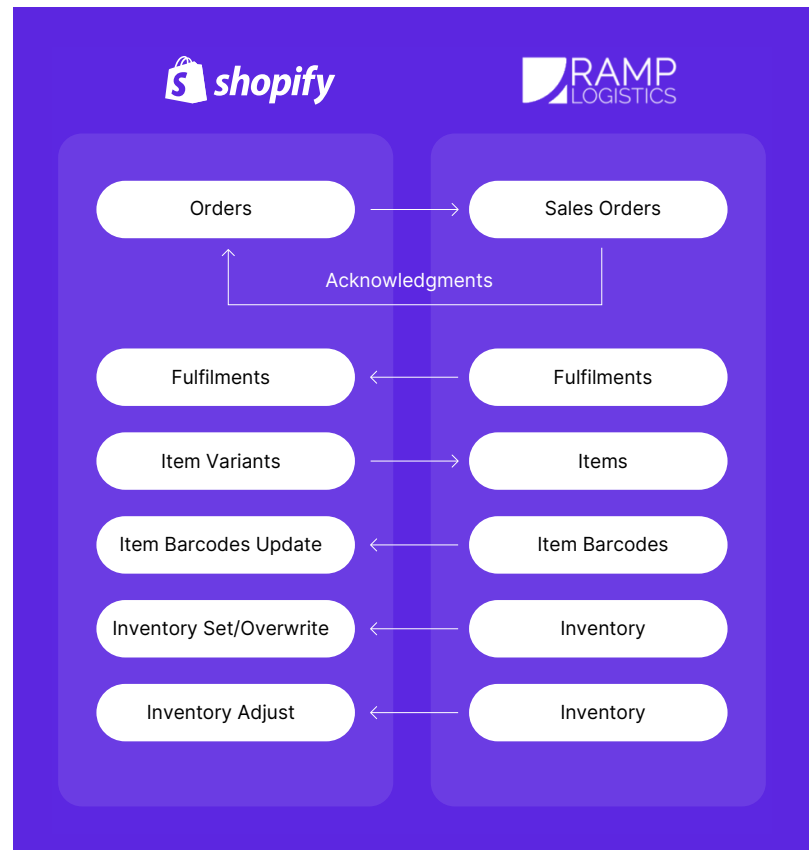 shopify
RAMP
LOGISTICS
Orders
Sales Orders
Acknowledgments
Fulfilments
Fulfilments
Item Variants
Items
Item Barcodes Update
Item Barcodes
Inventory Set/Overwrite
Inventory
Inventory Adjust
Inventory